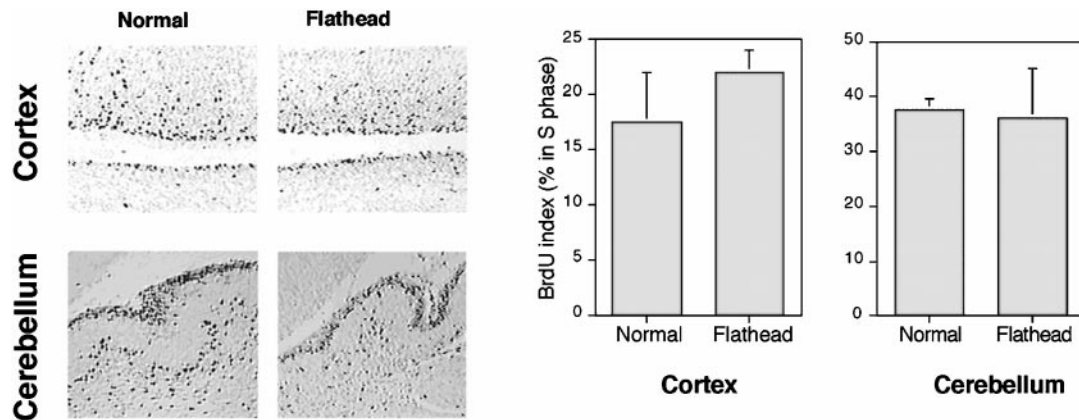 Normal
Flathead
Cortex
Cerebellum
BrdU index (% in S phase)
25
20
15
10
5
0
Normal
Flathead
Cortex
50
40
30
20
10
0
Normal
Flathead
Cerebellum